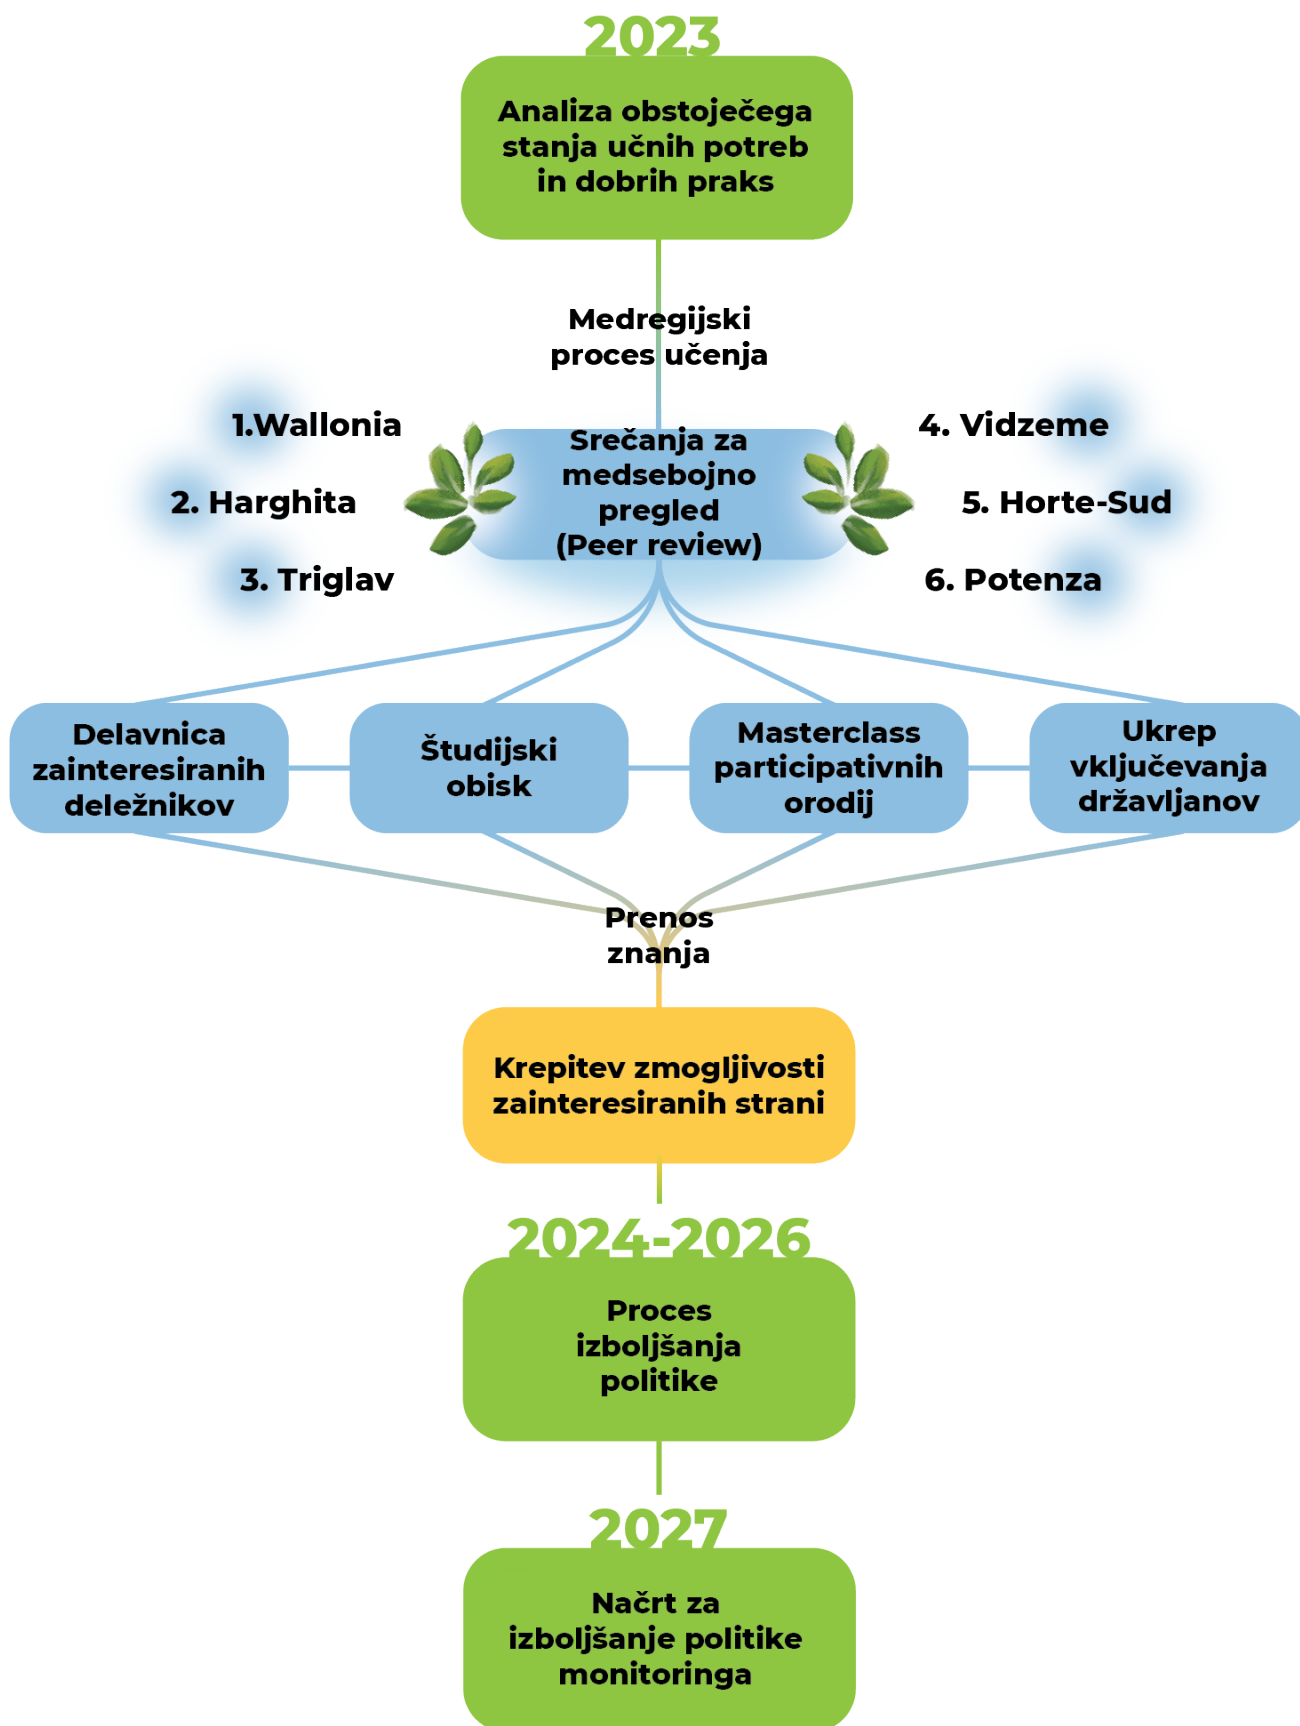 2023
Analiza obstoječega
stanja učnih potreb
in dobrih praks
Medregijski
proces učenja
1.Wallonia
2. Harghita
3. Triglav
Srečanja za
medsebojno
pregled
(Peer review)
4. Vidzeme
5. Horte-Sud
6. Potenza
Delavnica
zainteresiranih
deležnikov
Študijski
obisk
Masterclass
participativnih
orodij
Ukrep
vključevanja
državljanov
Prenos
znanja
Krepitev zmogljivosti
zainteresiranih strani
2024-2026
Proces
izboljšanja
politike
2027
Načrt za
izboljšanje politike
monitoringa